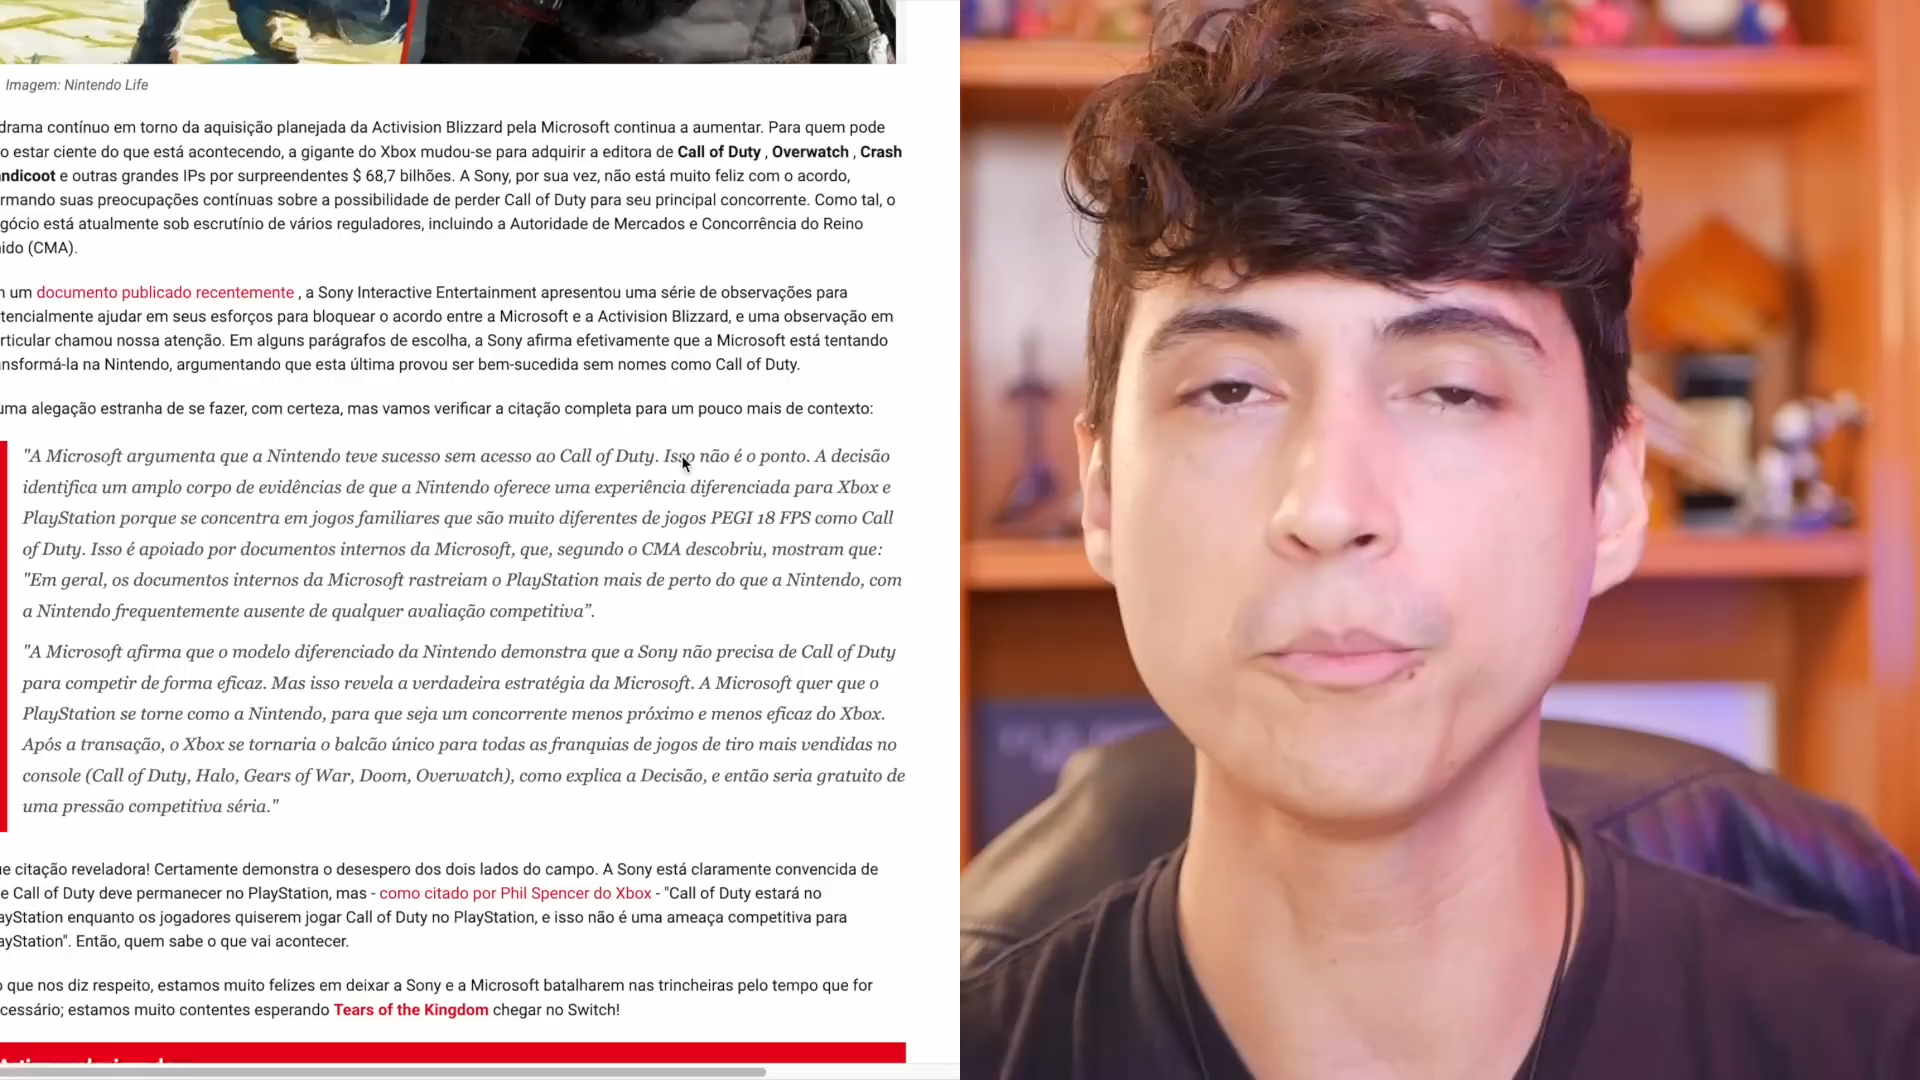 Imagem: Nintendo Life
drama contínuo em torno da aquisição planejada da Activision Blizzard pela Microsoft continua a aumentar. Para quem pode
o estar ciente do que está acontecendo, a gigante do Xbox mudou-se para adquirir a editora de Call of Duty , Overwatch , Crash
ndicoot e outras grandes IPs por surpreendentes $ 68,7 bilhões. A Sony, por sua vez, não está muito feliz com o acordo,
rmando suas preocupações contínuas sobre a possibilidade de perder Call of Duty para seu principal concorrente. Como tal, o
gócio está atualmente sob escrutínio de vários reguladores, incluindo a Autoridade de Mercados e Concorrência do Reino
ido (CMA).
n um documento publicado recentemente , a Sony Interactive Entertainment apresentou uma série de observações para
tencialmente ajudar em seus esforços para bloquear o acordo entre a Microsoft e a Activision Blizzard, e uma observação em
rticular chamou nossa atenção. Em alguns parágrafos de escolha, a Sony afirma efetivamente que a Microsoft está tentando
ansformá-la na Nintendo, argumentando que esta última provou ser bem-sucedida sem nomes como Call of Duty.
uma alegação estranha de se fazer, com certeza, mas vamos verificar a citação completa para um pouco mais de contexto:
"A Microsoft argumenta que a Nintendo teve sucesso sem acesso ao Call of Duty. Isso não é o ponto. A decisão
identifica um amplo corpo de evidências de que a Nintendo oferece uma experiência diferenciada para Xbox e
PlayStation porque se concentra em jogos familiares que são muito diferentes de jogos PEGI 18 FPS como Call
of Duty. Isso é apoiado por documentos internos da Microsoft, que, segundo o CMA descobriu, mostram que:
"Em geral, os documentos internos da Microsoft rastreiam o PlayStation mais de perto do que a Nintendo, com
a Nintendo frequentemente ausente de qualquer avaliação competitiva”.
"A Microsoft afirma que o modelo diferenciado da Nintendo demonstra que a Sony não precisa de Call of Duty
para competir de forma eficaz. Mas isso revela a verdadeira estratégia da Microsoft. A Microsoft quer que o
PlayStation se torne como a Nintendo, para que seja um concorrente menos próximo e menos eficaz do Xbox.
Após a transação, o Xbox se tornaria o balcão único para todas as franquias de jogos de tiro mais vendidas no
console (Call of Duty, Halo, Gears of War, Doom, Overwatch), como explica a Decisão, e então seria gratuito de
uma pressão competitiva séria."
ue citação reveladora! Certamente demonstra o desespero dos dois lados do campo. A Sony está claramente convencida de
e Call of Duty deve permanecer no PlayStation, mas - como citado por Phil Spencer do Xbox - "Call of Duty estará no
ayStation enquanto os jogadores quiserem jogar Call of Duty no PlayStation, e isso não é uma ameaça competitiva para
ayStation". Então, quem sabe o que vai acontecer.
o que nos diz respeito, estamos muito felizes em deixar a Sony e a Microsoft batalharem nas trincheiras pelo tempo que for
cessário; estamos muito contentes esperando Tears of the Kingdom chegar no Switch!